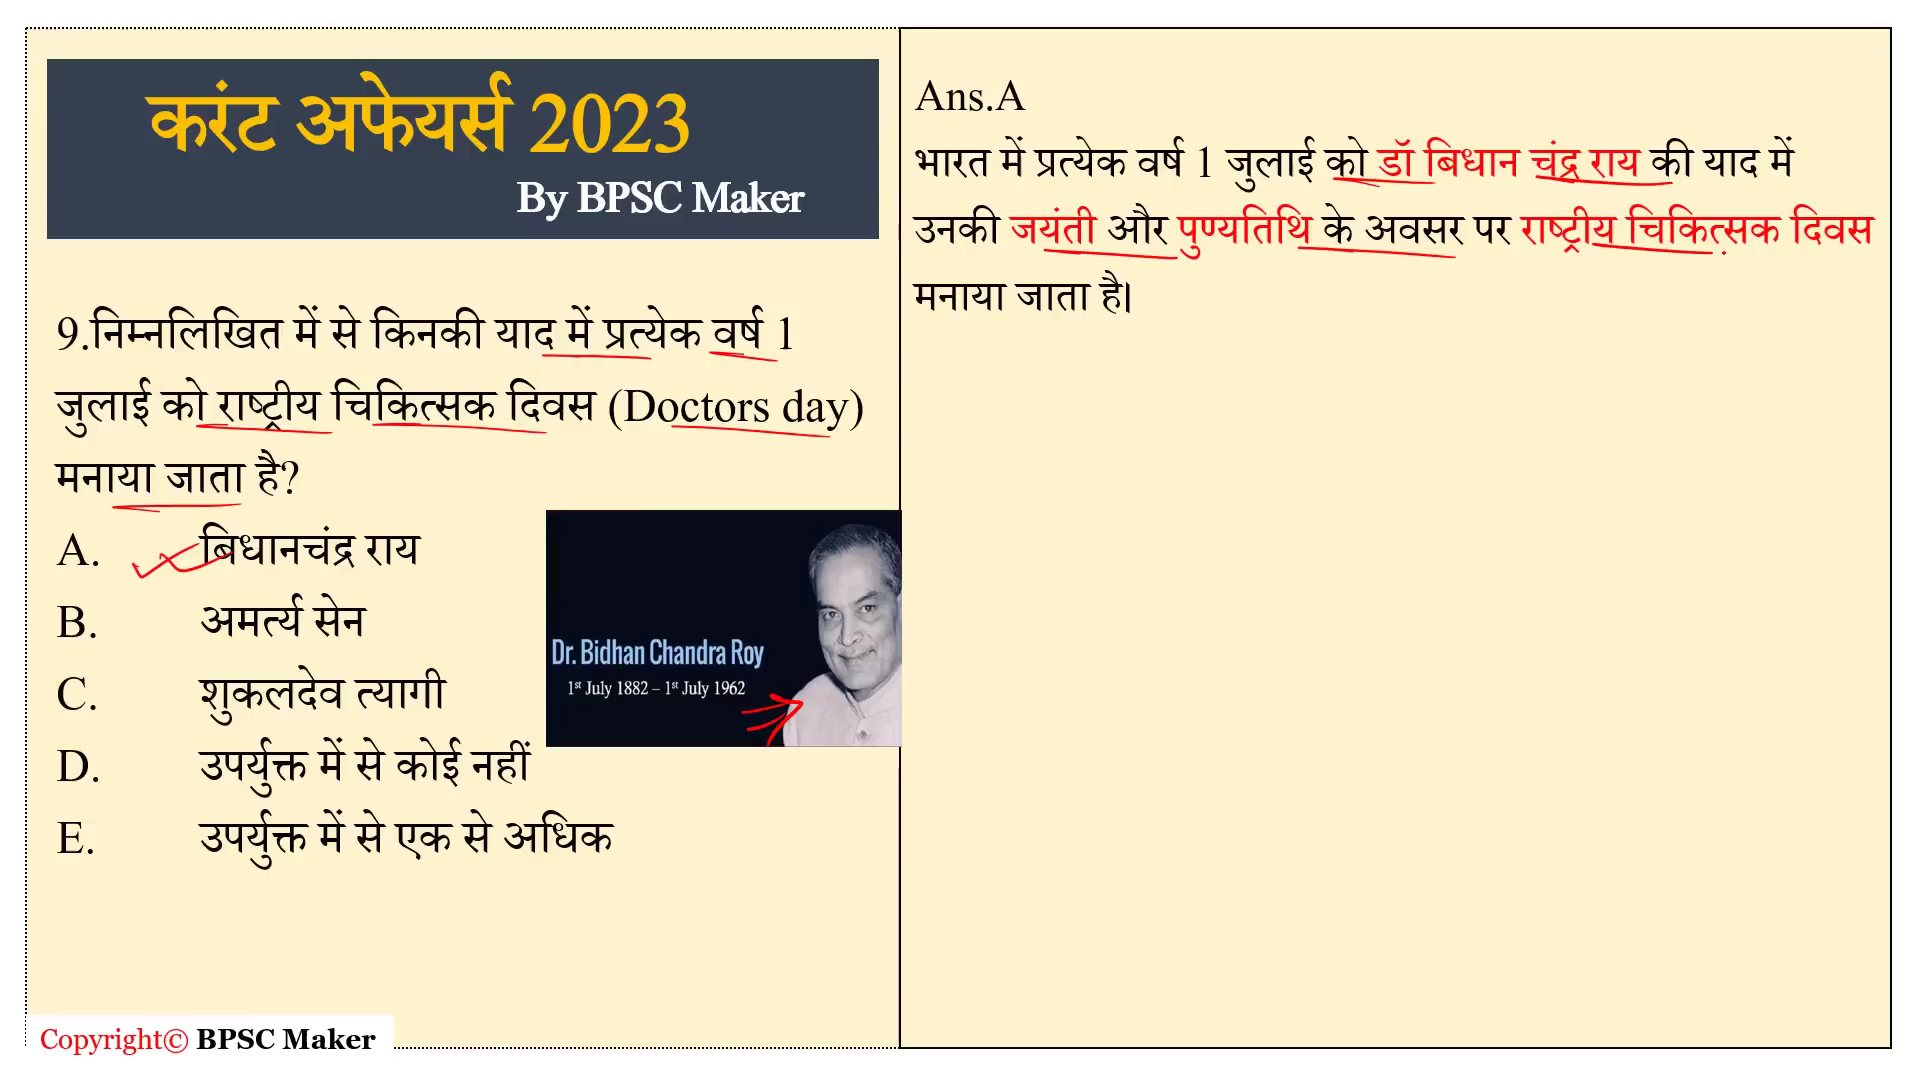 करंट अफेयर्स 2023
By BPSC Maker
9.निम्नलिखित में से किनकी याद में प्रत्येक वर्ष 1
जुलाई को राष्ट्रीय चिकित्सक दिवस (Doctors day)
मनाया जाता है?
A. बिधानचंद्र राय
B. अमर्त्य सेन
C. शुकलदेव त्यागी
D. उपर्युक्त में से कोई नहीं
E. उपर्युक्त में से एक से अधिक
Dr. Bidhan Chandra Roy
1st July 1882 – 1st July 1962
Copyright© BPSC Maker
Ans.A
भारत में प्रत्येक वर्ष 1 जुलाई को डॉ बिधान चंद्र राय की याद में
उनकी जयंती और पुण्यतिथि के अवसर पर राष्ट्रीय चिकित्सक दिवस
मनाया जाता है।